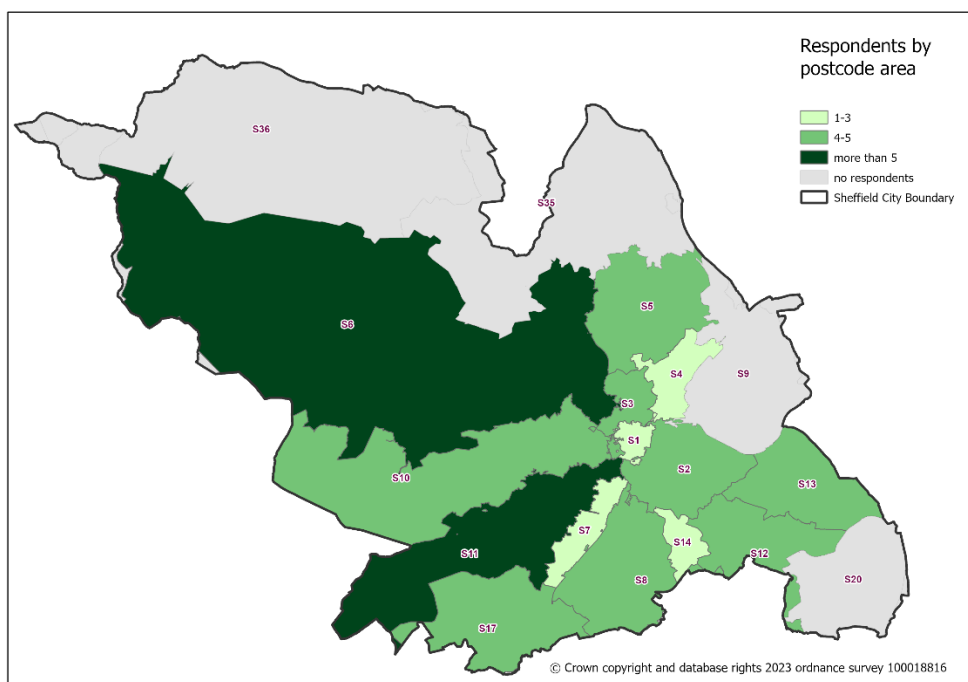 Respondents by
postcode area
1-3
4-5
more than 5
no respondents
Sheffield City Boundary
S36
S35
S6
S5
S4
S9
S3
S1
S2
S10
S13
S7
S14
S11
S12
S8
S20
S17
© Crown copyright and database rights 2023 ordnance survey 100018816